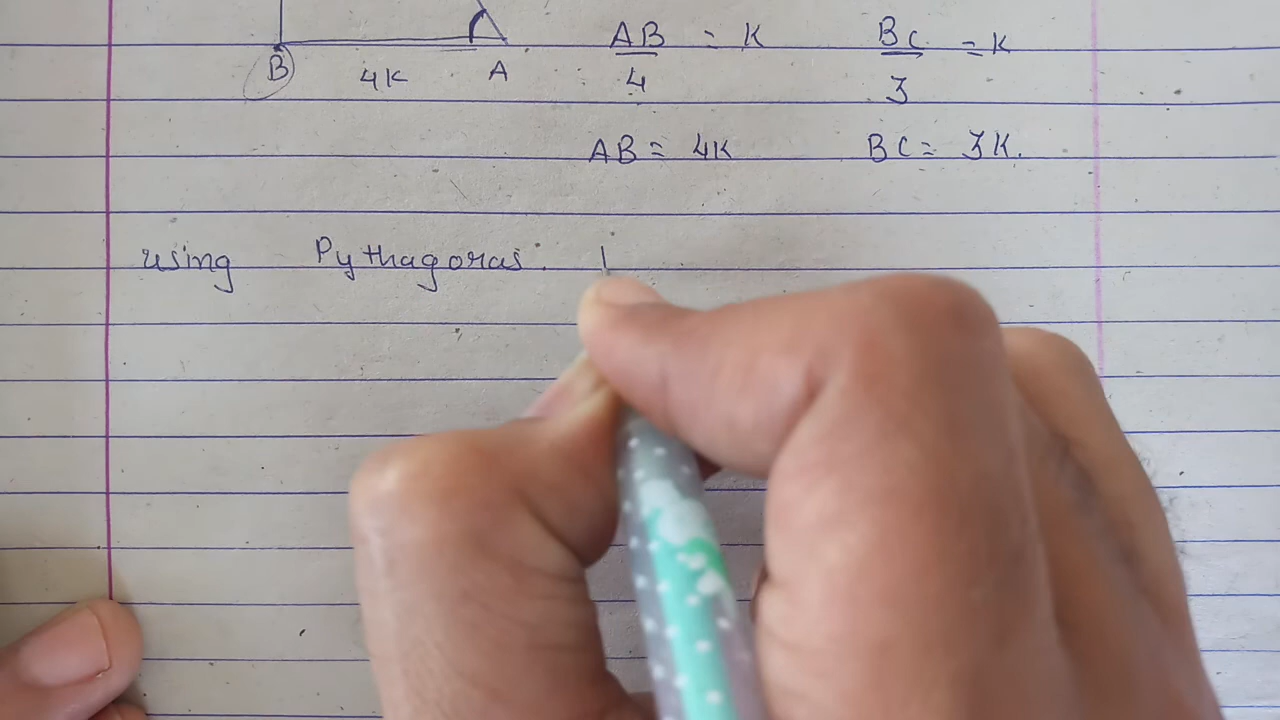 AB = K BC = K
B 4K A 4 3
AB = 4K BC = 3K.
using Pythagoras.